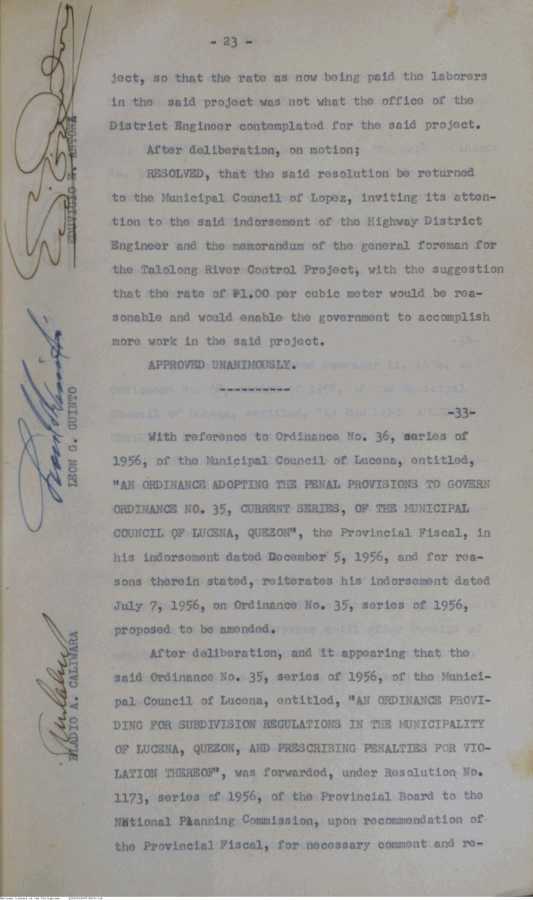 - 23 -
ject, so that the rate as now being paid the laborers
in the said project was not what the office of the
District Engineer contemplated for the said project.
After deliberation, on motion;
RESOLVED, that the said resolution be returned
to the Municipal Council of Lopez, inviting its atten-
tion to the said indorsement of the Highway District
Engineer and the memorandum of the general foreman for
the Talolong River Control Project, with the suggestion
that the rate of ₱1.00 per cubic meter would be rea-
sonable and would enable the government to accomplish
more work in the said project.
APPROVED UNANIMOUSLY.
----------
-33-
With reference to Ordinance No. 36, series of
1956, of the Municipal Council of Lucena, entitled,
"AN ORDINANCE ADOPTING THE PENAL PROVISIONS TO GOVERN
ORDINANCE NO. 35, CURRENT SERIES, OF THE MUNICIPAL
COUNCIL OF LUCENA, QUEZON", the Provincial Fiscal, in
his indorsement dated December 5, 1956, and for rea-
sons therein stated, reiterates his indorsement dated
July 7, 1956, on Ordinance No. 35, series of 1956,
proposed to be amended.
After deliberation, and it appearing that the
said Ordinance No. 35, series of 1956, of the Munici-
pal Council of Lucena, entitled, "AN ORDINANCE PROVI-
DING FOR SUBDIVISION REGULATIONS IN THE MUNICIPALITY
OF LUCENA, QUEZON, AND PRESCRIBING PENALTIES FOR VIO-
LATION THEREOF", was forwarded, under Resolution No.
1173, series of 1956, of the Provincial Board to the
National Planning Commission, upon recommendation of
the Provincial Fiscal, for necessary comment and re-
LEON G. GUINTO
ELADIO A. CALIWARA